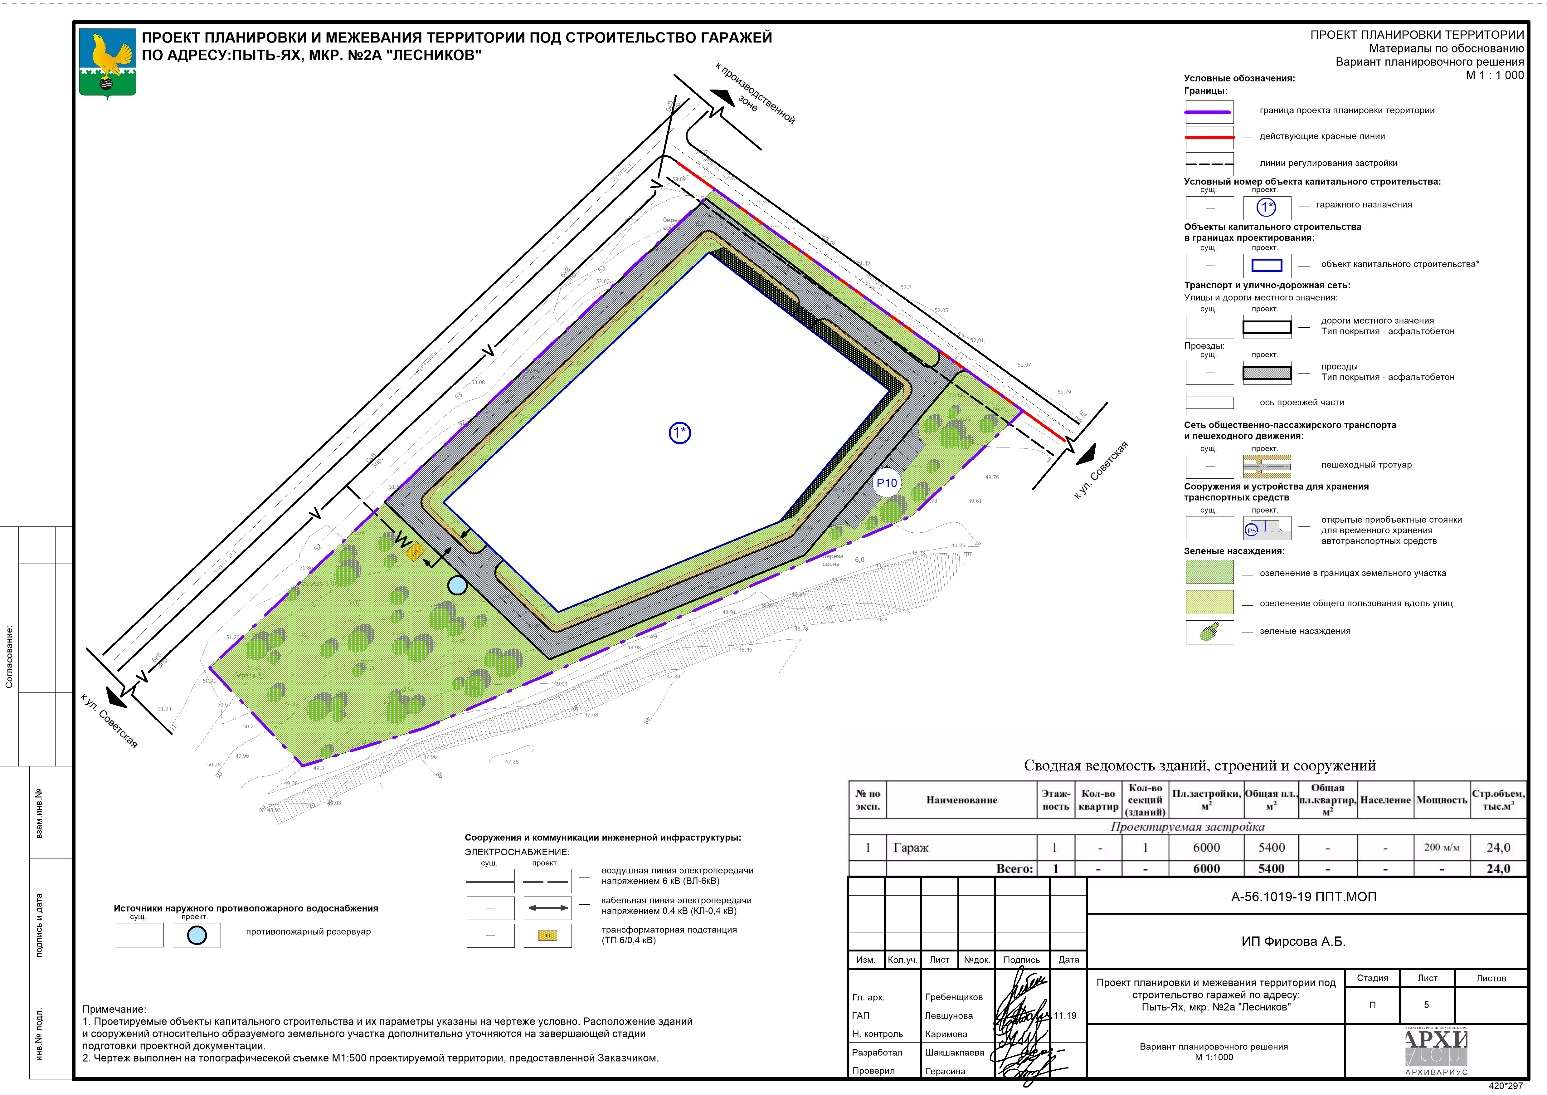 ПРОЕКТ ПЛАНИРОВКИ И МЕЖЕВАНИЯ ТЕРРИТОРИИ ПОД СТРОИТЕЛЬСТВО ГАРАЖЕЙ
ПО АДРЕСУ:ПЫТЬ-ЯХ, МКР. №2А "ЛЕСНИКОВ"
ПРОЕКТ ПЛАНИРОВКИ ТЕРРИТОРИИ
Материалы по обоснованию
Вариант планировочного решения
М 1 : 1 000
Условные обозначения:
Границы:
граница проекта планировки территории
действующие красные линии
линии регулирования застройки
Условный номер объекта капитального строительства:
сущ. проект.
1* гаражного назначения
Объекты капитального строительства
в границах проектирования:
сущ. проект.
объект капитального строительства*
Транспорт и улично-дорожная сеть:
Улицы и дороги местного значения:
сущ. проект.
дороги местного значения
Тип покрытия - асфальтобетон
Проезды:
сущ. проект.
проезды
Тип покрытия - асфальтобетон
ось проезжей части
Сеть общественно-пассажирского транспорта
и пешеходного движения:
сущ. проект.
пешеходный тротуар
Сооружения и устройства для хранения
транспортных средств
сущ. проект.
открытые приобъектные стоянки
для временного хранения
автотранспортных средств
Зеленые насаждения:
озеленение в границах земельного участка
озеленение общего пользования вдоль улиц
зеленые насаждения
к производственной
зоне
к ул. Советская
к ул. Советская
1*
P10
V
V
V
V
W
Согласование:
взам.инв.№
подпись и дата
инв.№ подл.
Сооружения и коммуникации инженерной инфраструктуры:
ЭЛЕКТРОСНАБЖЕНИЕ:
сущ. проект.
воздушная линия электропередачи
напряжением 6 кВ (ВЛ-6кВ)
кабельная линия электропередачи
напряжением 0,4 кВ (КЛ-0,4 кВ)
трансформаторная подстанция
(ТП 6/0,4 кВ)
Источники наружного противопожарного водоснабжения
сущ. проект.
противопожарный резервуар
Примечание:
1. Проетируемые объекты капитального строительства и их параметры указаны на чертеже условно. Расположение зданий
и сооружений относительно образуемого земельного участка дополнительно уточняются на завершающей стадии
подготовки проектной документации.
2. Чертеж выполнен на топографичесекой съемке М1:500 проектируемой территории, предоставленной Заказчиком.
Сводная ведомость зданий, строений и сооружений
№ по эксп. Наименование Этаж-ность Кол-во квартир Кол-во секций (зданий) Пл.застройки, м2 Общая пл., м2 Общая пл.квартир, м2 Население Мощность Стр.объем, тыс.м3
Проектируемая застройка
1 Гараж 1 - 1 6000 5400 - - 200 м/м 24,0
Всего: 1 - - 6000 5400 - - - 24,0
А-56.1019-19 ППТ.МОП
ИП Фирсова А.Б.
Изм. Кол.уч. Лист №док. Подпись Дата
Гл. арх. Гребенщиков
ГАП Левшунова 11.19
Н. контроль Каримова
Разработал Шакшакпаева
Проверил Герасина
Проект планировки и межевания территории под
строительство гаражей по адресу:
Пыть-Ях, мкр. №2а "Лесников"
Стадия Лист Листов
П 5
Вариант планировочного решения
М 1:1000
АРХИ
АРХИВАРИУС
420*297